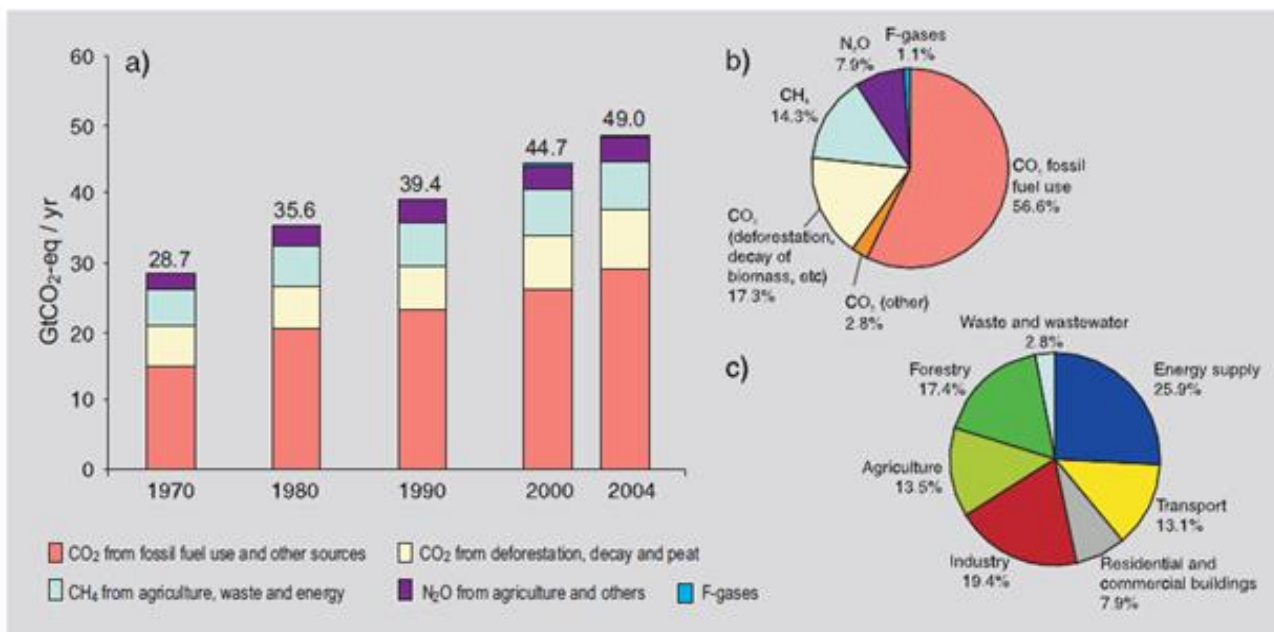 a)
GtCO₂-eq / yr
60
50
40
30
20
10
0
28.7
35.6
39.4
44.7
49.0
1970
1980
1990
2000
2004
CO₂ from fossil fuel use and other sources
CO₂ from deforestation, decay and peat
CH₄ from agriculture, waste and energy
N₂O from agriculture and others
F-gases
b)
F-gases
1.1%
N₂O
7.9%
CH₄
14.3%
CO₂ fossil
fuel use
56.6%
CO₂
(deforestation,
decay of
biomass, etc)
17.3%
CO₂ (other)
2.8%
c)
Waste and wastewater
2.8%
Forestry
17.4%
Energy supply
25.9%
Agriculture
13.5%
Transport
13.1%
Industry
19.4%
Residential and
commercial buildings
7.9%